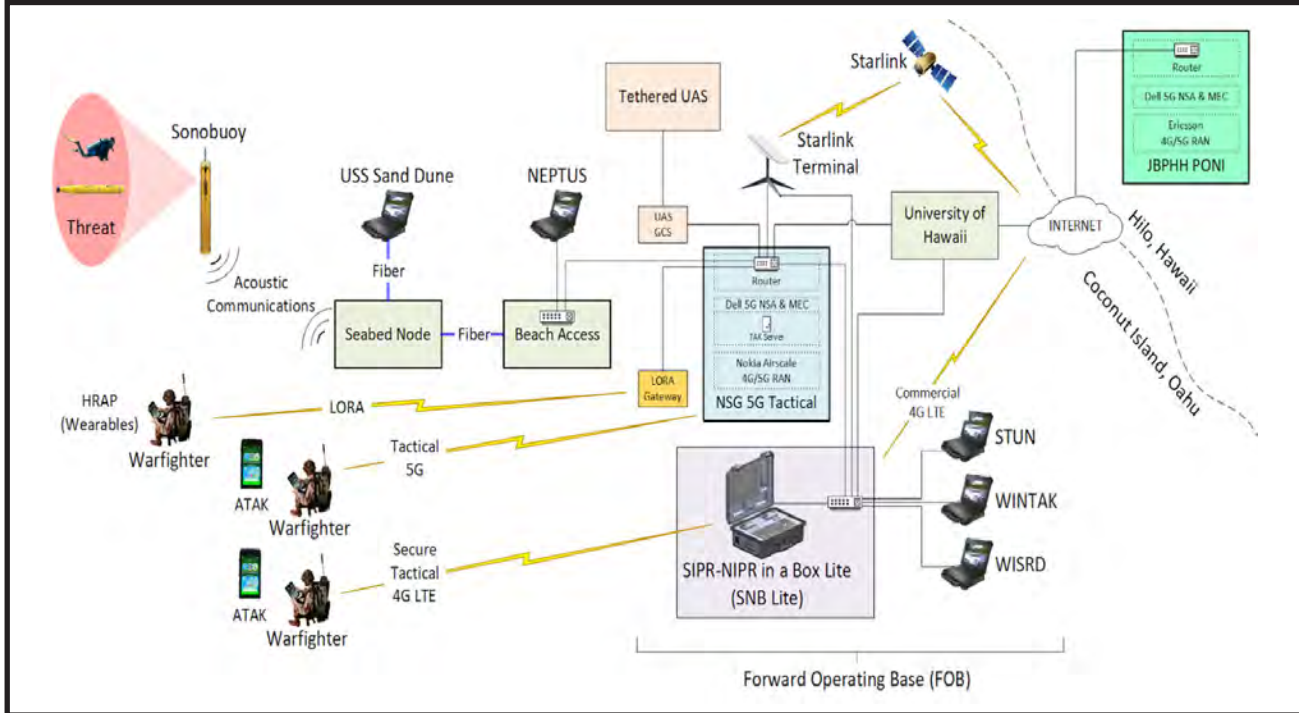 Threat
Sonobuoy
Acoustic
Communications
USS Sand Dune
Fiber
Seabed Node
Fiber
NEPTUS
Beach Access
Tethered UAS
UAS
GCS
Starlink
Starlink
Terminal
Router
Dell 5G NSA & MEC
TAK Server
Nokia Airscale
4G/5G RAN
NSG 5G Tactical
LORA
Gateway
University of
Hawaii
INTERNET
Router
Dell 5G NSA & MEC
Ericsson
4G/5G RAN
JBPHH PONI
Hilo, Hawaii
Coconut Island, Oahu
Commercial
4G LTE
HRAP
(Wearables)
Warfighter
LORA
ATAK
Warfighter
Tactical
5G
ATAK
Warfighter
Secure
Tactical
4G LTE
SIPR-NIPR in a Box Lite
(SNB Lite)
STUN
WINTAK
WISRD
Forward Operating Base (FOB)